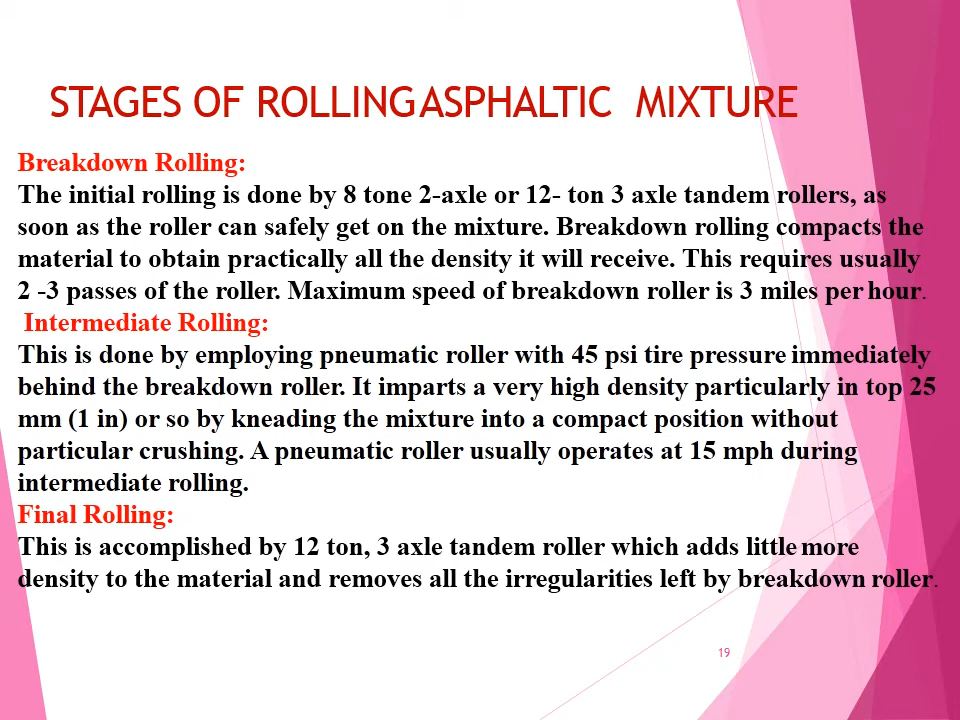 STAGES OF ROLLING ASPHALTIC MIXTURE
Breakdown Rolling:
The initial rolling is done by 8 tone 2-axle or 12- ton 3 axle tandem rollers, as
soon as the roller can safely get on the mixture. Breakdown rolling compacts the
material to obtain practically all the density it will receive. This requires usually
2 -3 passes of the roller. Maximum speed of breakdown roller is 3 miles per hour.
Intermediate Rolling:
This is done by employing pneumatic roller with 45 psi tire pressure immediately
behind the breakdown roller. It imparts a very high density particularly in top 25
mm (1 in) or so by kneading the mixture into a compact position without
particular crushing. A pneumatic roller usually operates at 15 mph during
intermediate rolling.
Final Rolling:
This is accomplished by 12 ton, 3 axle tandem roller which adds little more
density to the material and removes all the irregularities left by breakdown roller.
19